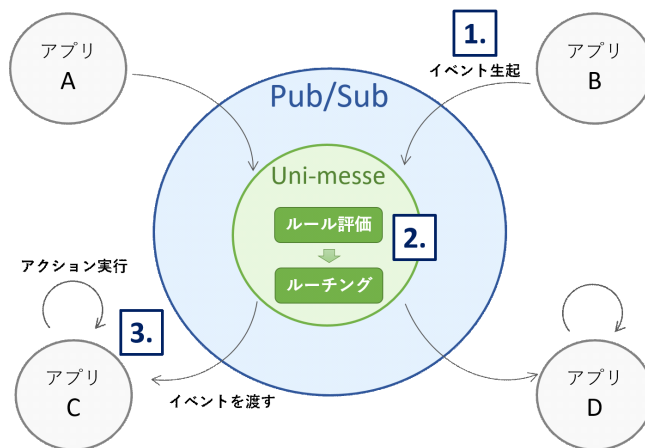 アプリ
A
1.
イベント生起
アプリ
B
Pub/Sub
Uni-messe
ルール評価
2.
ルーチング
アクション実行
3.
アプリ
C
イベントを渡す
アプリ
D